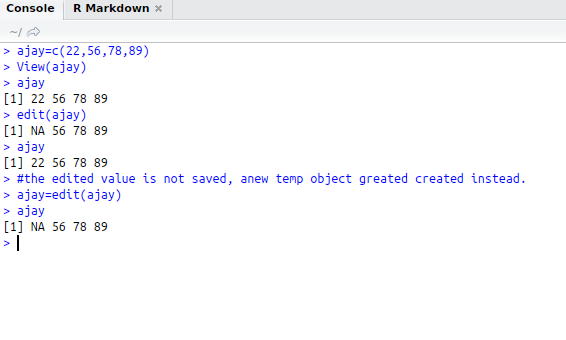 Console R Markdown ×
~/
> ajay=c(22,56,78,89)
> View(ajay)
> ajay
[1] 22 56 78 89
> edit(ajay)
[1] NA 56 78 89
> ajay
[1] 22 56 78 89
> #the edited value is not saved, anew temp object greated created instead.
> ajay=edit(ajay)
> ajay
[1] NA 56 78 89
>